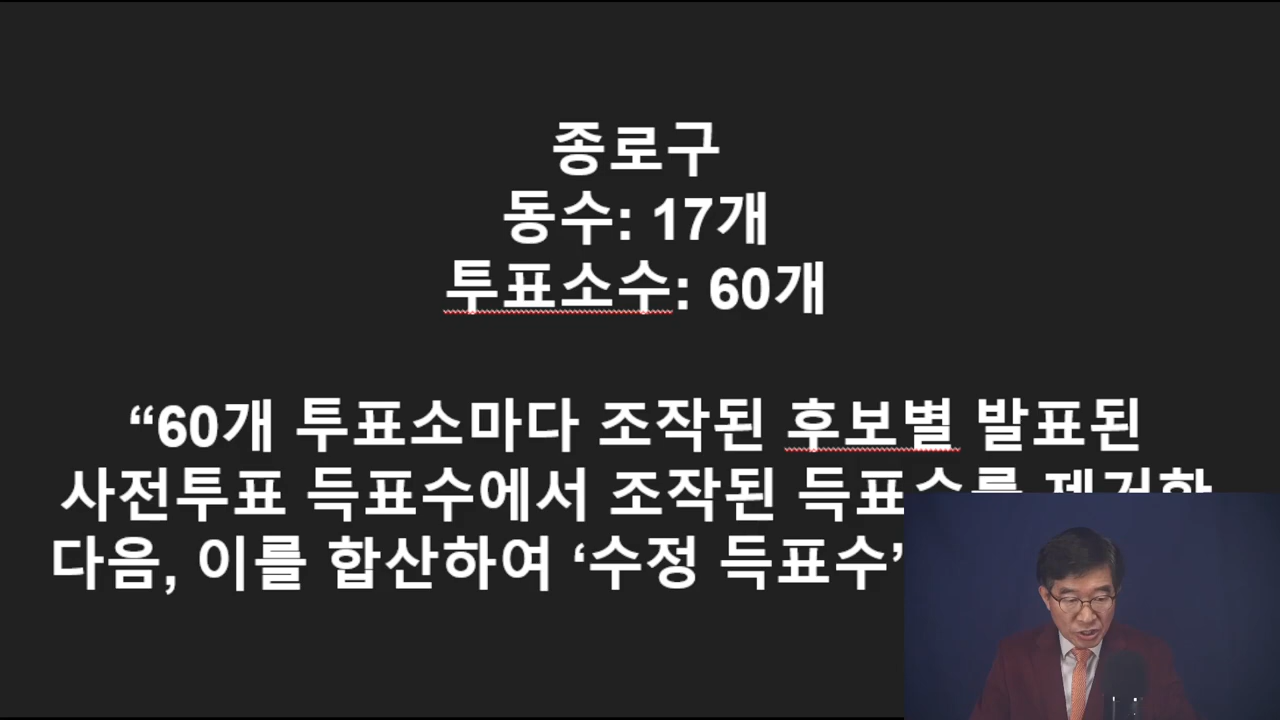 종로구
동수: 17개
투표소수: 60개
“60개 투표소마다 조작된 후보별 발표된
사전투표 득표수에서 조작된
다음, 이를 합산하여 ‘수정 득표수’